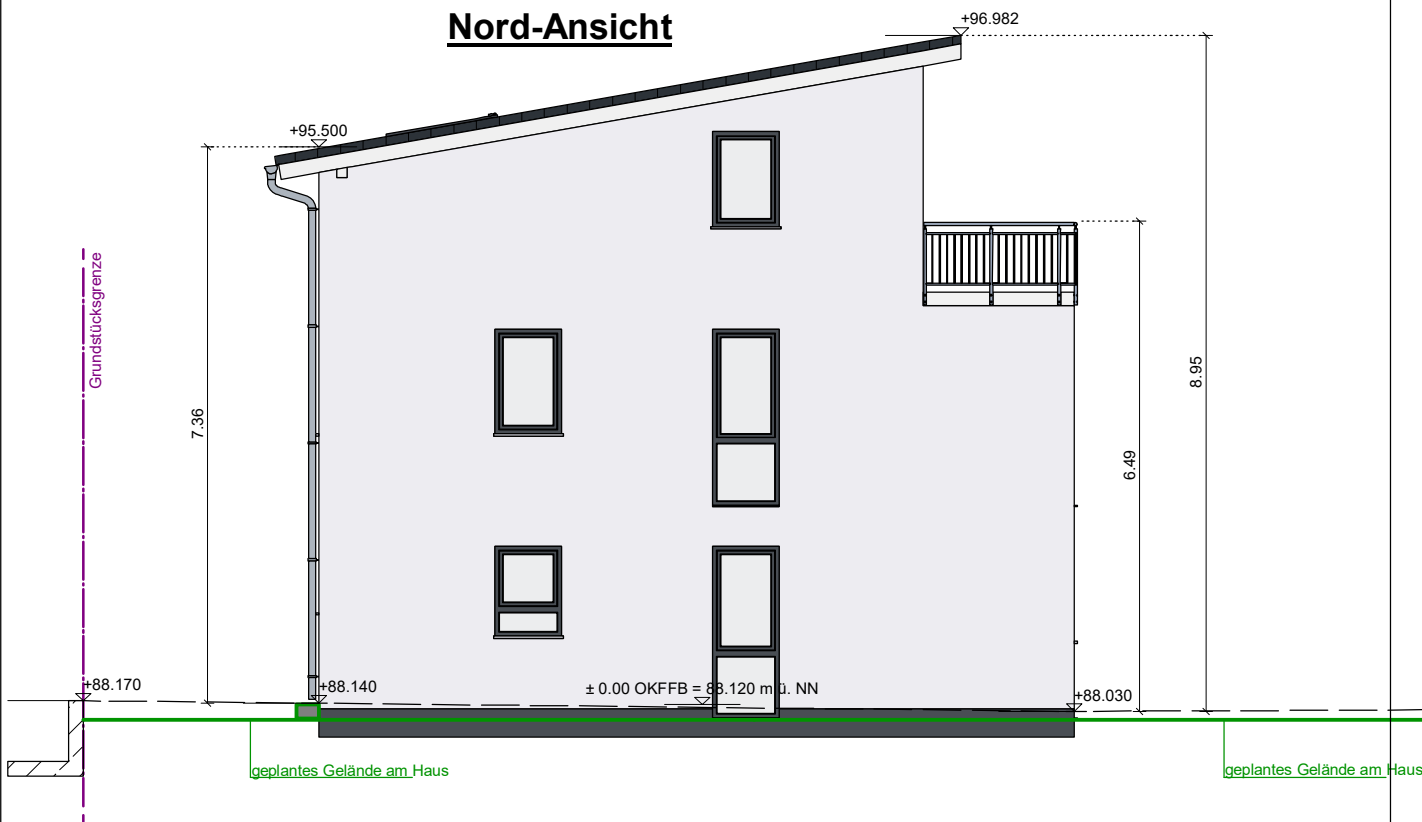 Nord-Ansicht
+96.982
+95.500
Grundstücksgrenze
7.36
8.95
6.49
+88.170
+88.140
± 0.00 OKFFB = 88.120 m ü. NN
+88.030
geplantes Gelände am Haus
geplantes Gelände am Haus